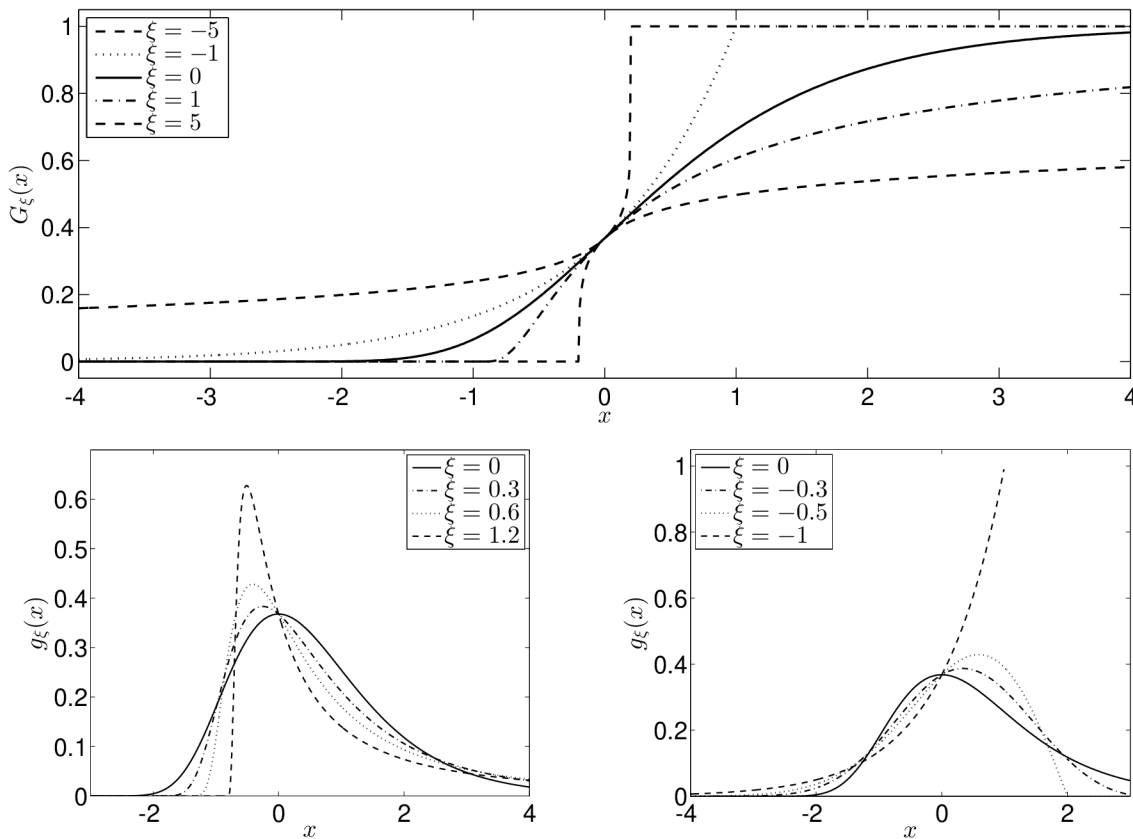 1
0.8
0.6
0.4
0.2
0
G_ξ(x)
ξ = −5
ξ = −1
ξ = 0
ξ = 1
ξ = 5
-4 -3 -2 -1 0 1 2 3 4
x
0.6
0.5
0.4
0.3
0.2
0.1
0
g_ξ(x)
ξ = 0
ξ = 0.3
ξ = 0.6
ξ = 1.2
-2 0 2 4
x
1
0.8
0.6
0.4
0.2
0
g_ξ(x)
ξ = 0
ξ = −0.3
ξ = −0.5
ξ = −1
-4 -2 0 2
x